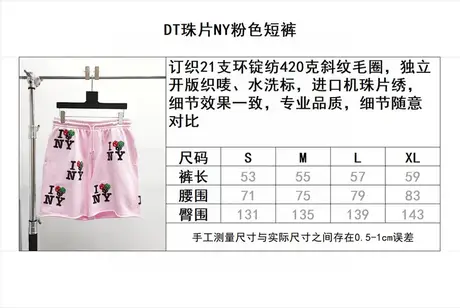 DT珠片NY粉色短裤
订织21支环锭纺420克斜纹毛圈，独立
开版织唛、水洗标，进口机珠片绣，
细节效果一致，专业品质，细节随意
对比
尺码 S M L XL
裤长 53 55 57 59
腰围 71 75 79 83
臀围 131 135 139 143
手工测量尺寸与实际尺寸之间存在0.5-1cm误差
I NY
I NY
I NY
I NY
I NY